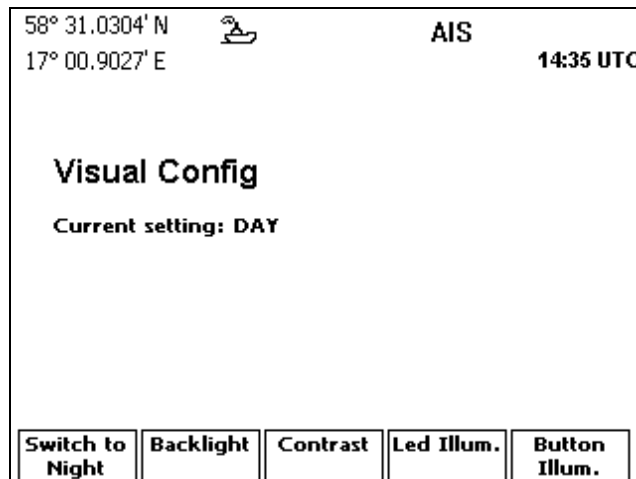 58° 31.0304' N AIS
17° 00.9027' E 14:35 UTC
Visual Config
Current setting: DAY
Switch to Night Backlight Contrast Led Illum. Button Illum.